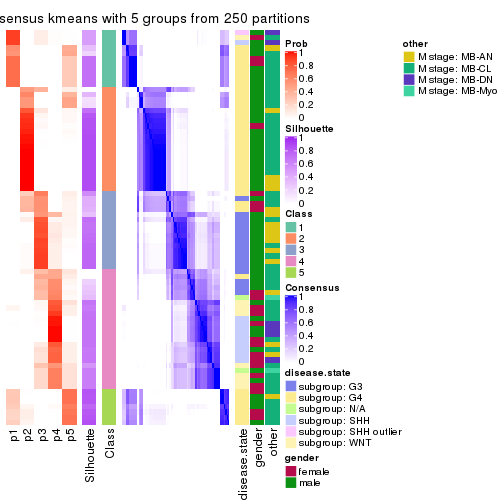 sensus kmeans with 5 groups from 250 partitions
p1
p2
p3
p4
p5
Silhouette
Class
disease.state
gender
other
Prob
1
0.8
0.6
0.4
0.2
0
Silhouette
1
0.8
0.6
0.4
0.2
0
Class
1
2
3
4
5
Consensus
1
0.8
0.6
0.4
0.2
0
disease.state
subgroup: G3
subgroup: G4
subgroup: N/A
subgroup: SHH
subgroup: SHH outlier
subgroup: WNT
gender
female
male
other
M stage: MB-AN
M stage: MB-CL
M stage: MB-DN
M stage: MB-Myo